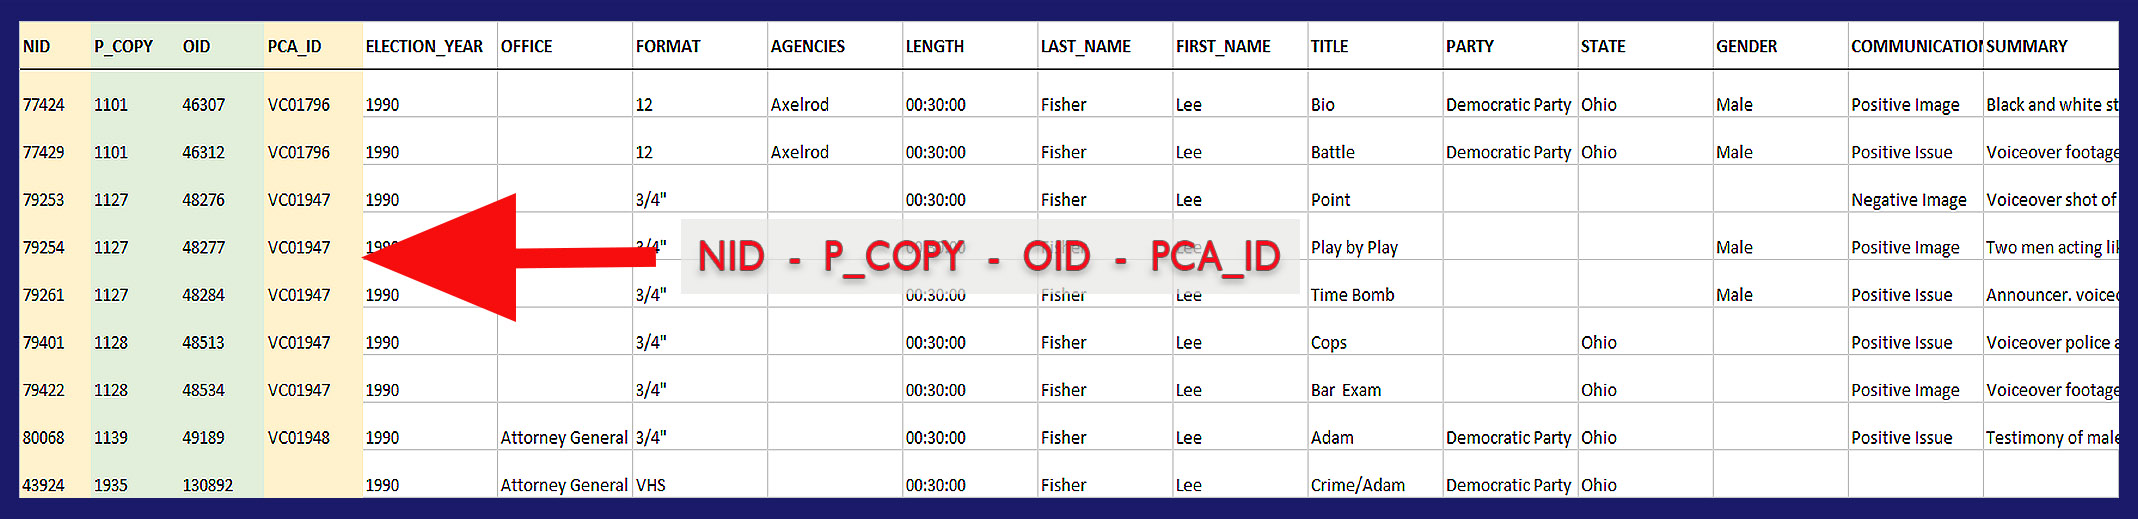 NID P_COPY OID PCA_ID ELECTION_YEAR OFFICE FORMAT AGENCIES LENGTH LAST_NAME FIRST_NAME TITLE PARTY STATE GENDER COMMUNICATION SUMMARY
77424 1101 46307 VC01796 1990 12 Axelrod 00:30:00 Fisher Lee Bio Democratic Party Ohio Male Positive Image Black and white st
77429 1101 46312 VC01796 1990 12 Axelrod 00:30:00 Fisher Lee Battle Democratic Party Ohio Male Positive Issue Voiceover footage
79253 1127 48276 VC01947 1990 3/4" 00:30:00 Fisher Lee Point Negative Image Voiceover shot of
79254 1127 48277 VC01947 1990 3/4" 00:30:00 Fisher Lee Play by Play Male Positive Image Two men acting lik
NID - P_COPY - OID - PCA_ID
79261 1127 48284 VC01947 1990 3/4" 00:30:00 Fisher Lee Time Bomb Male Positive Issue Announcer. voiceo
79401 1128 48513 VC01947 1990 3/4" 00:30:00 Fisher Lee Cops Ohio Positive Issue Voiceover police a
79422 1128 48534 VC01947 1990 3/4" 00:30:00 Fisher Lee Bar Exam Ohio Positive Image Voiceover footage
80068 1139 49189 VC01948 1990 Attorney General 3/4" 00:30:00 Fisher Lee Adam Democratic Party Ohio Positive Issue Testimony of male
43924 1935 130892 1990 Attorney General VHS 00:30:00 Fisher Lee Crime/Adam Democratic Party Ohio